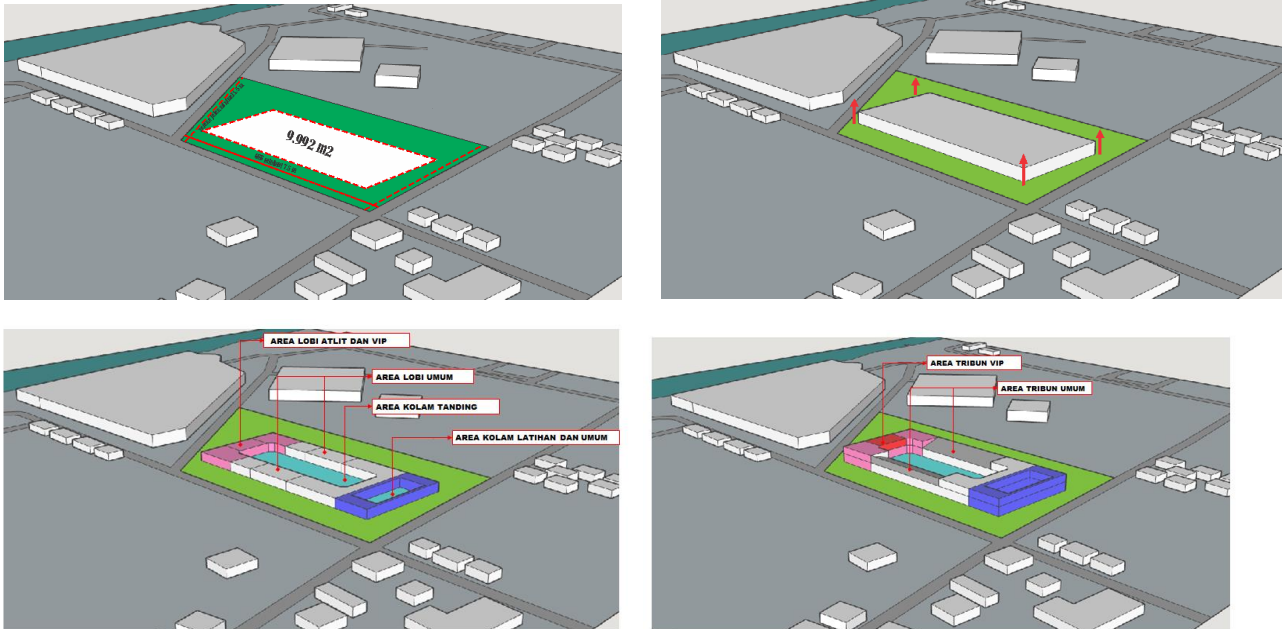 9.992 m2
AREA LOBI ATLIT DAN VIP
AREA LOBI UMUM
AREA KOLAM TANDING
AREA KOLAM LATIHAN DAN UMUM
AREA TRIBUN VIP
AREA TRIBUN UMUM